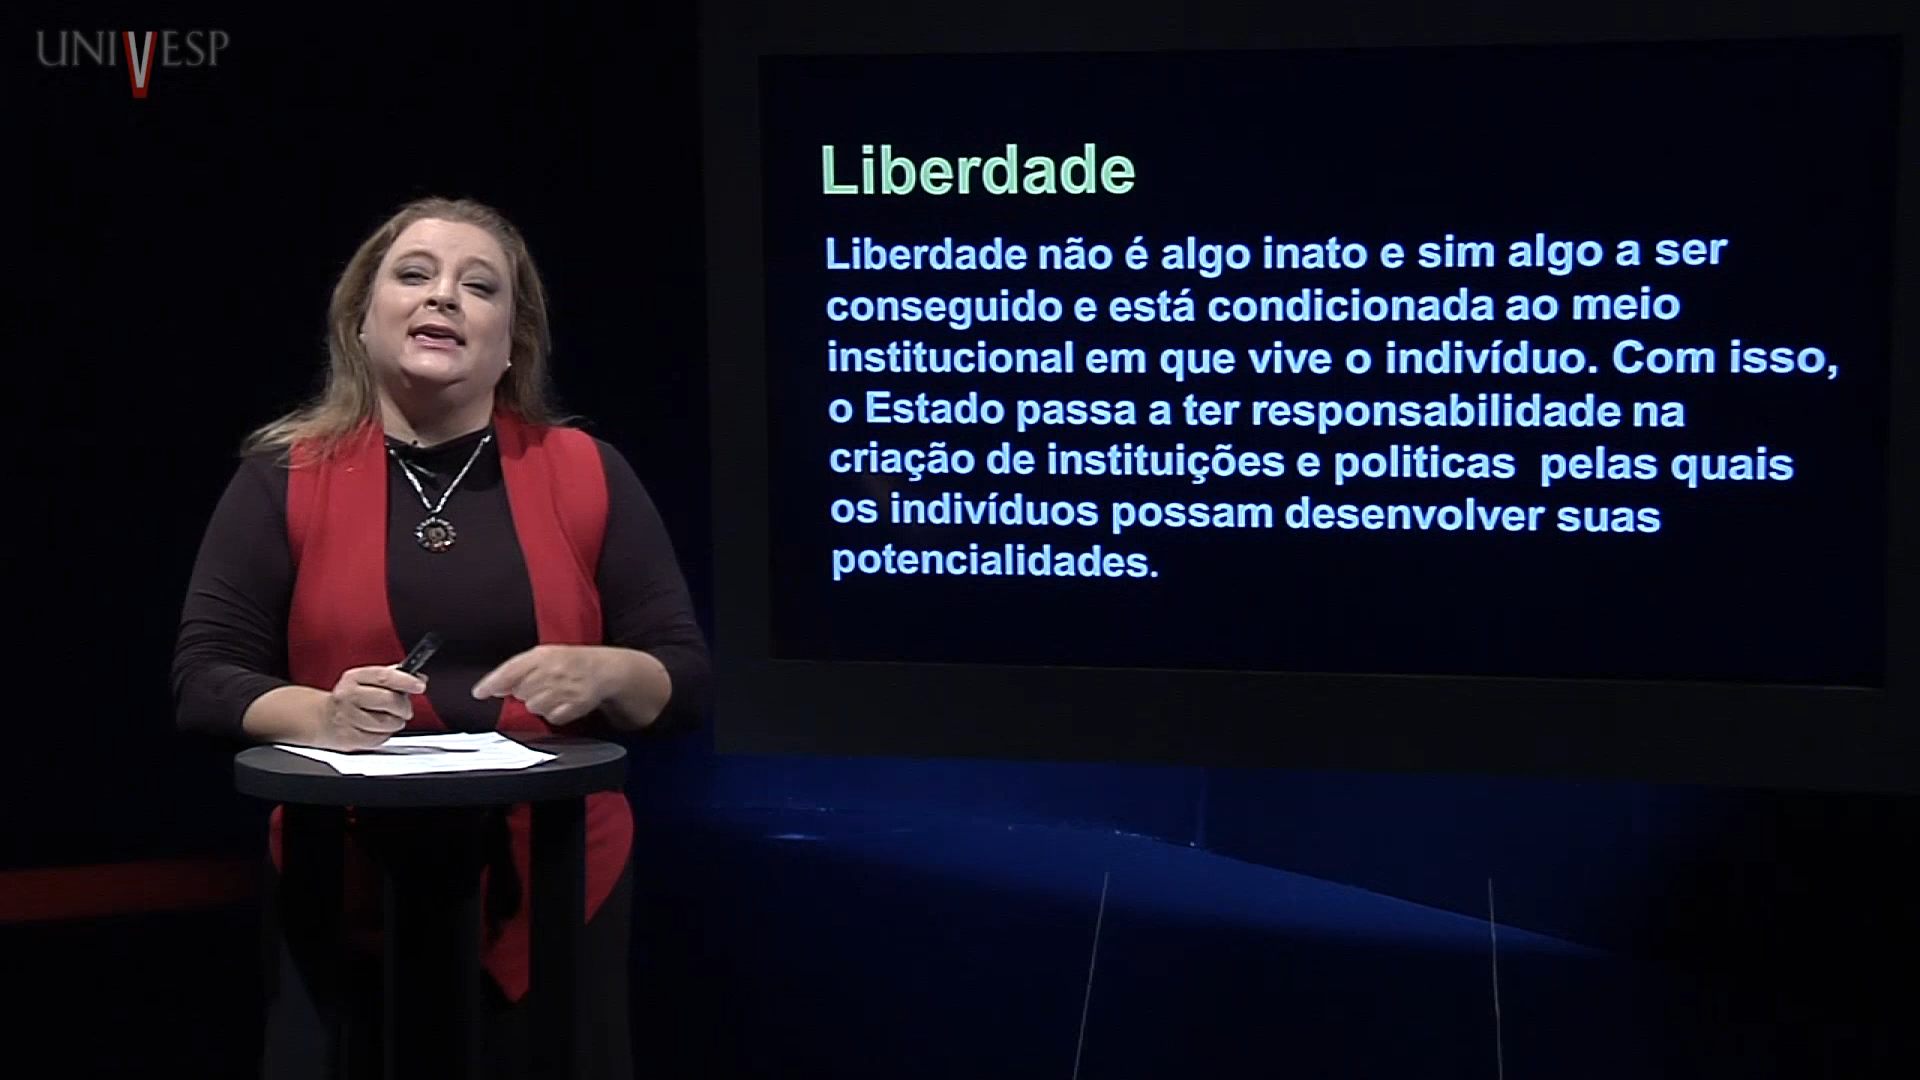 UNIVESP
Liberdade
Liberdade não é algo inato e sim algo a ser
conseguido e está condicionada ao meio
institucional em que vive o indivíduo. Com isso,
o Estado passa a ter responsabilidade na
criação de instituições e politicas pelas quais
os indivíduos possam desenvolver suas
potencialidades.